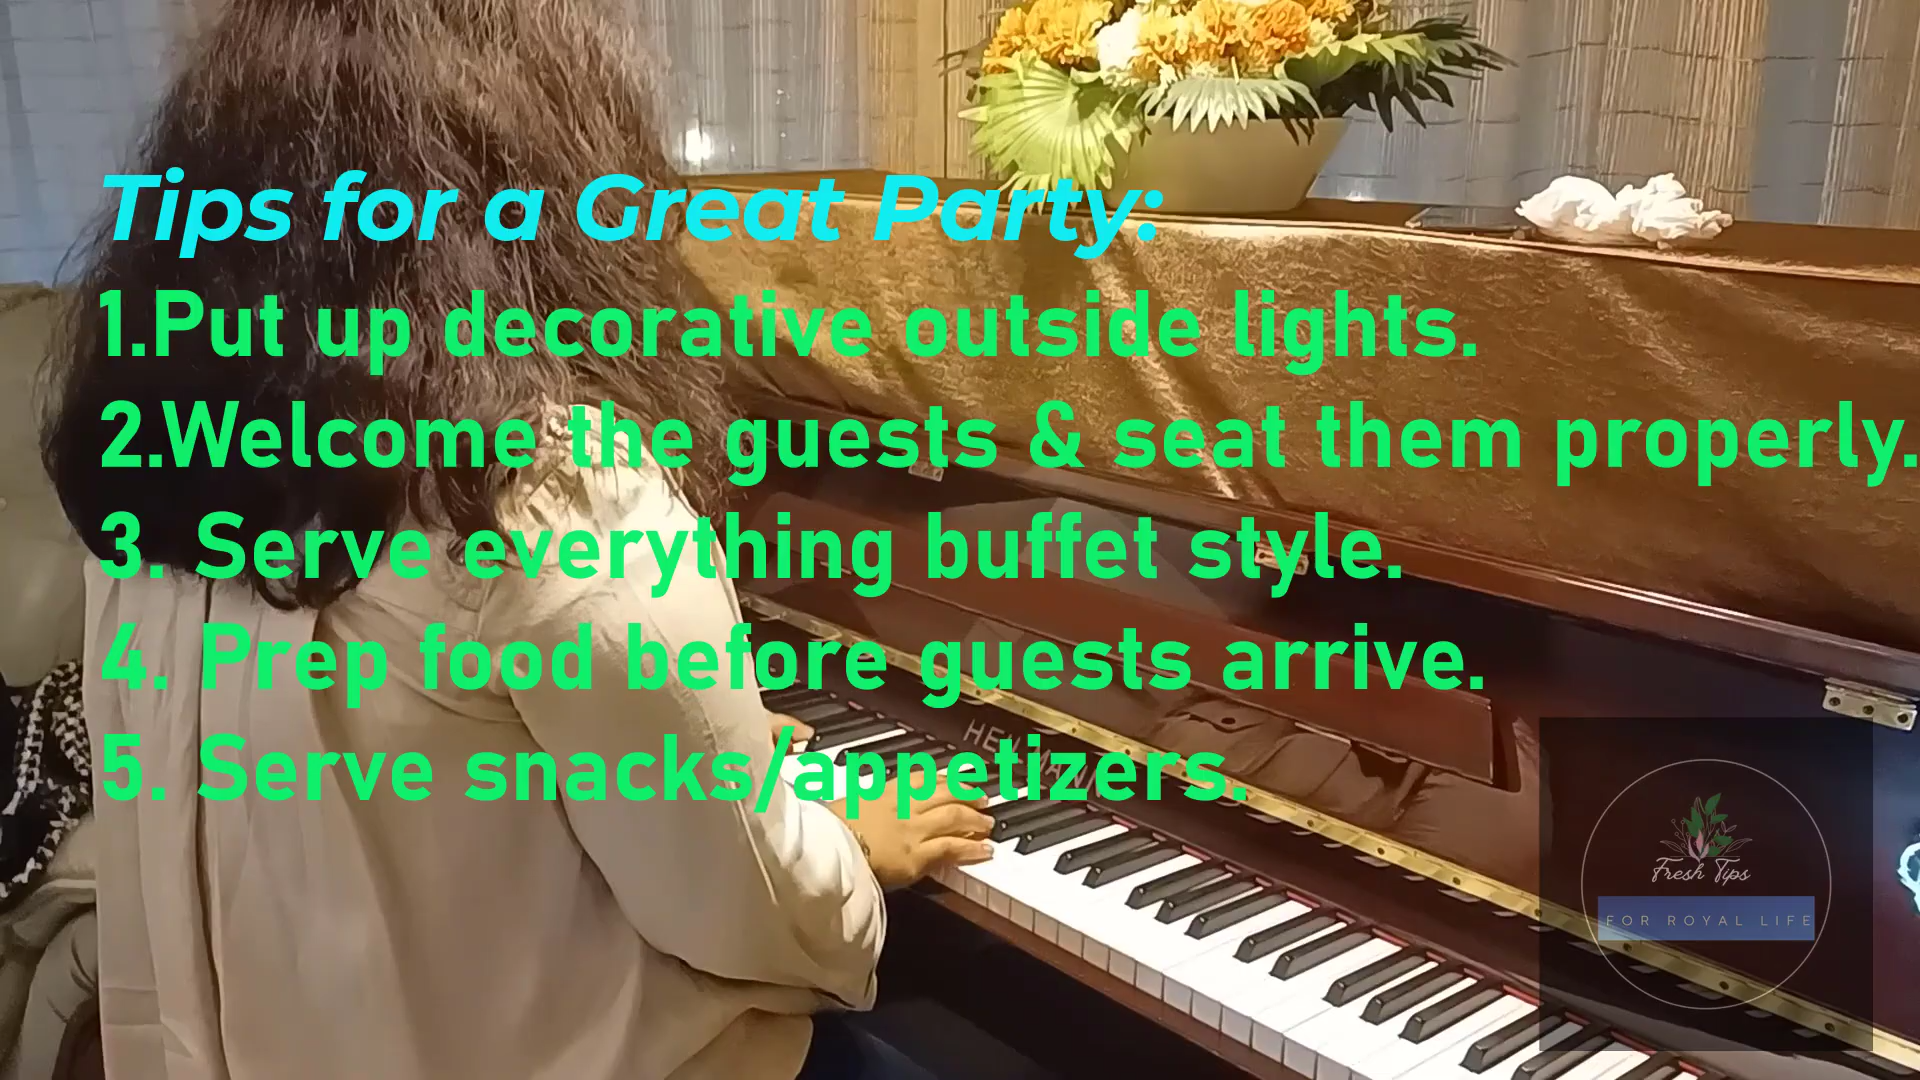 Tips for a Great Party:
1.Put up decorative outside lights.
2.Welcome the guests & seat them properly.
3. Serve everything buffet style.
4. Prep food before guests arrive.
5. Serve snacks/appetizers.
Fresh Tips
FOR ROYAL LIFE